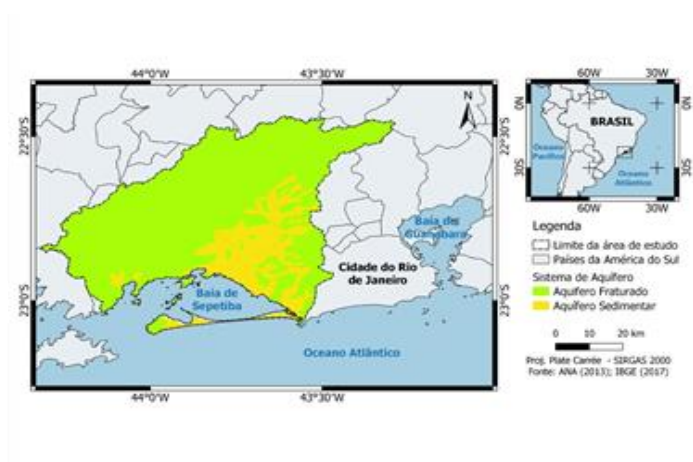 44°0'W
43°30'W
22°30'S
23°0'S
N
Baia de
Guanabara
Cidade do Rio
de Janeiro
Baia de
Sepetiba
Oceano Atlântico
22°30'S
23°0'S
44°0'W
43°30'W
60W
30W
0N
30S
BRASIL
Oceano
Pacífico
Oceano
Atlântico
0N
30S
60W
30W
Legenda
Limite da área de estudo
Países da América do Sul
Sistema de Aquífero
Aquífero Fraturado
Aquífero Sedimentar
0 10 20 km
Proj. Plate Carrée - SIRGAS 2000
Fonte: ANA (2013); IBGE (2017)